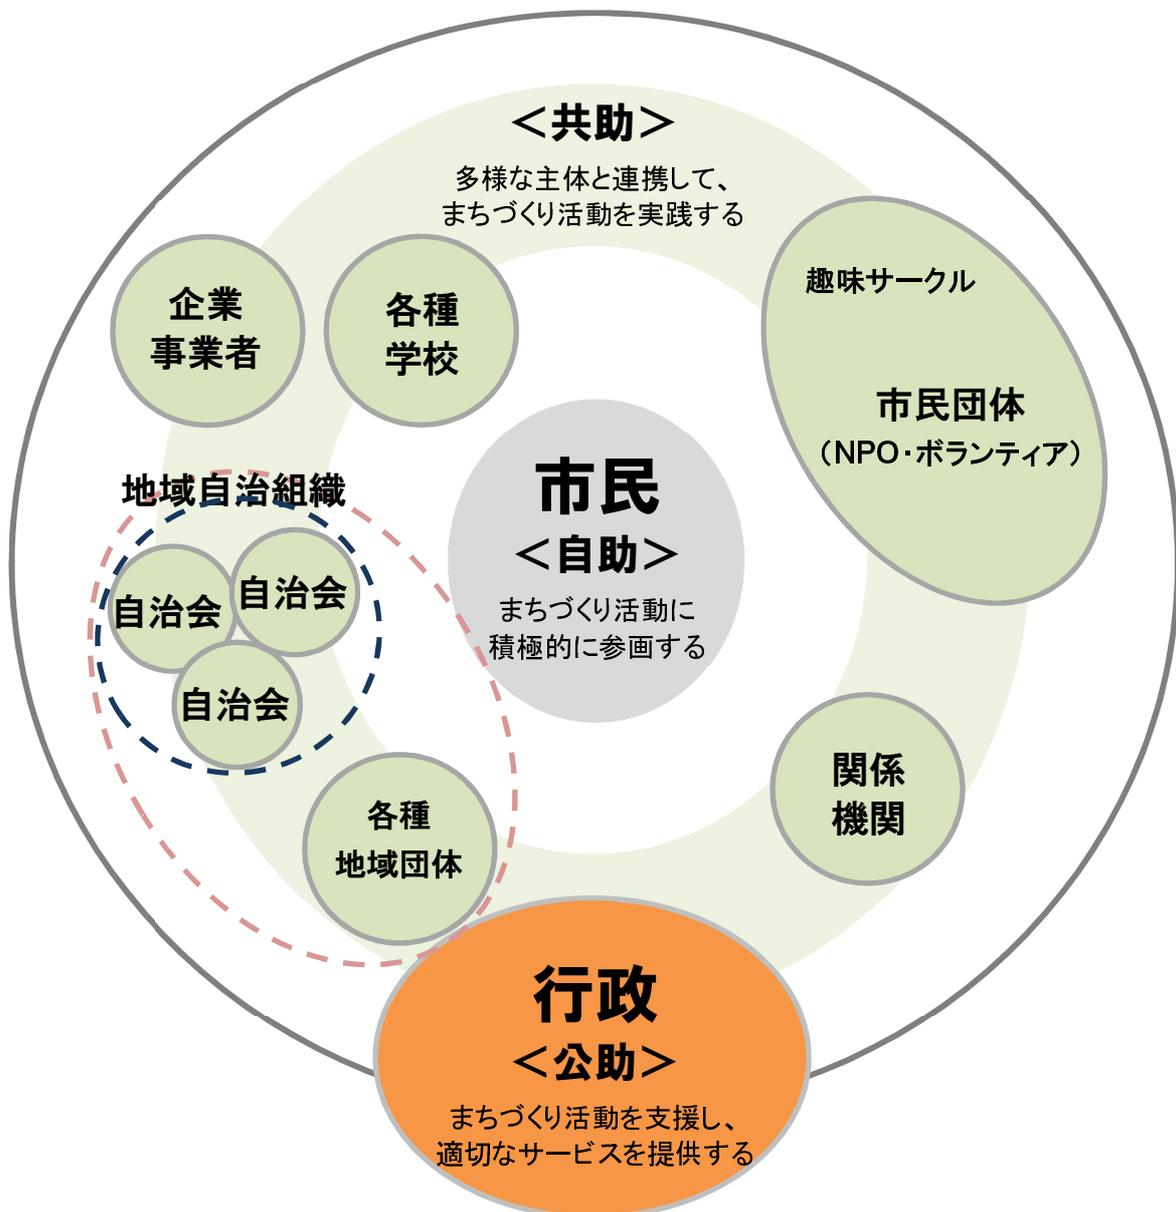 ＜共助＞
多様な主体と連携して、
まちづくり活動を実践する
企業
事業者
各種
学校
趣味サークル
市民団体
（NPO・ボランティア）
市民
＜自助＞
まちづくり活動に
積極的に参画する
地域自治組織
自治会
自治会
自治会
各種
地域団体
関係
機関
行政
＜公助＞
まちづくり活動を支援し、
適切なサービスを提供する